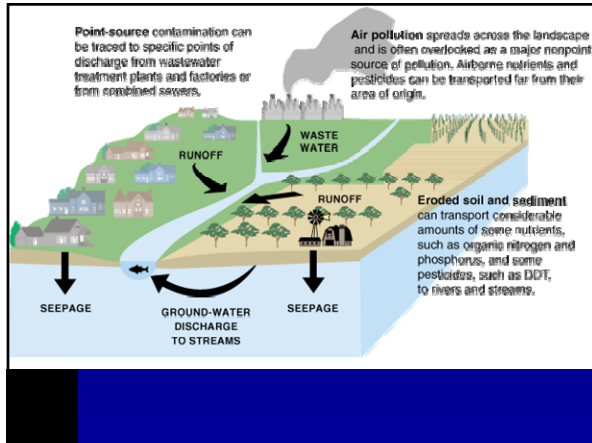 Point-source contamination can
be traced to specific points of
discharge from wastewater
treatment plants and factories or
from combined sewers.
Air pollution spreads across the landscape
and is often overlooked as a major nonpoint
source of pollution. Airborne nutrients and
pesticides can be transported far from their
area of origin.
WASTE
WATER
RUNOFF
RUNOFF
Eroded soil and sediment
can transport considerable
amounts of some nutrients,
such as organic nitrogen and
phosphorus, and some
pesticides, such as DDT,
to rivers and streams.
SEEPAGE
GROUND-WATER
DISCHARGE
TO STREAMS
SEEPAGE